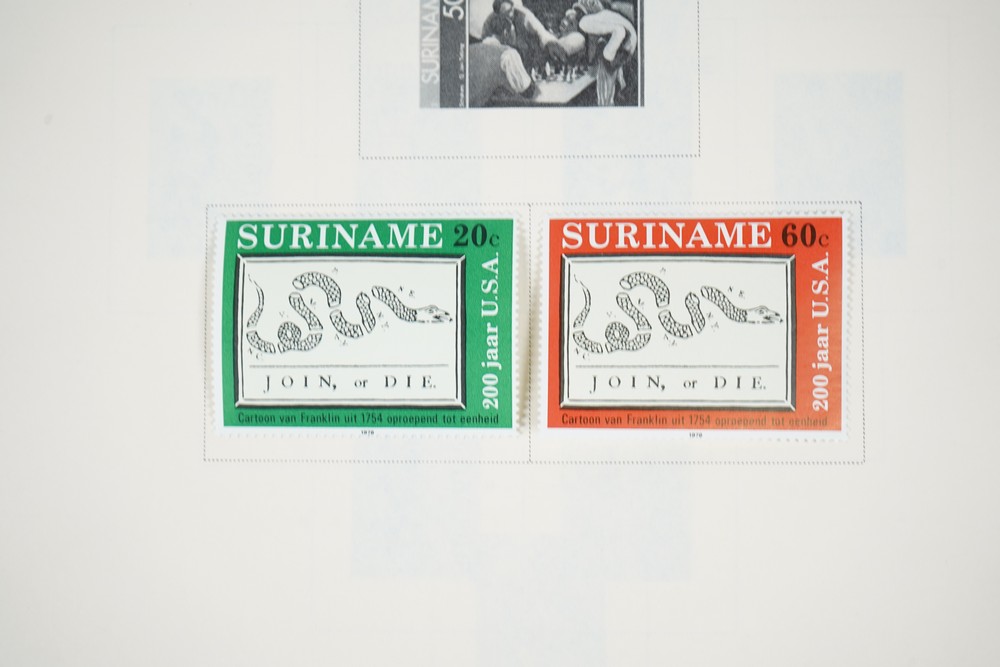 SURINAM
50
SURINAME 20c
200 jaar U.S.A.
JOIN, or DIE.
Cartoon van Franklin uit 1754 oproepend tot eenheid
1976
SURINAME 60c
200 jaar U.S.A.
JOIN, or DIE.
Cartoon van Franklin uit 1754 oproepend tot eenheid
1976